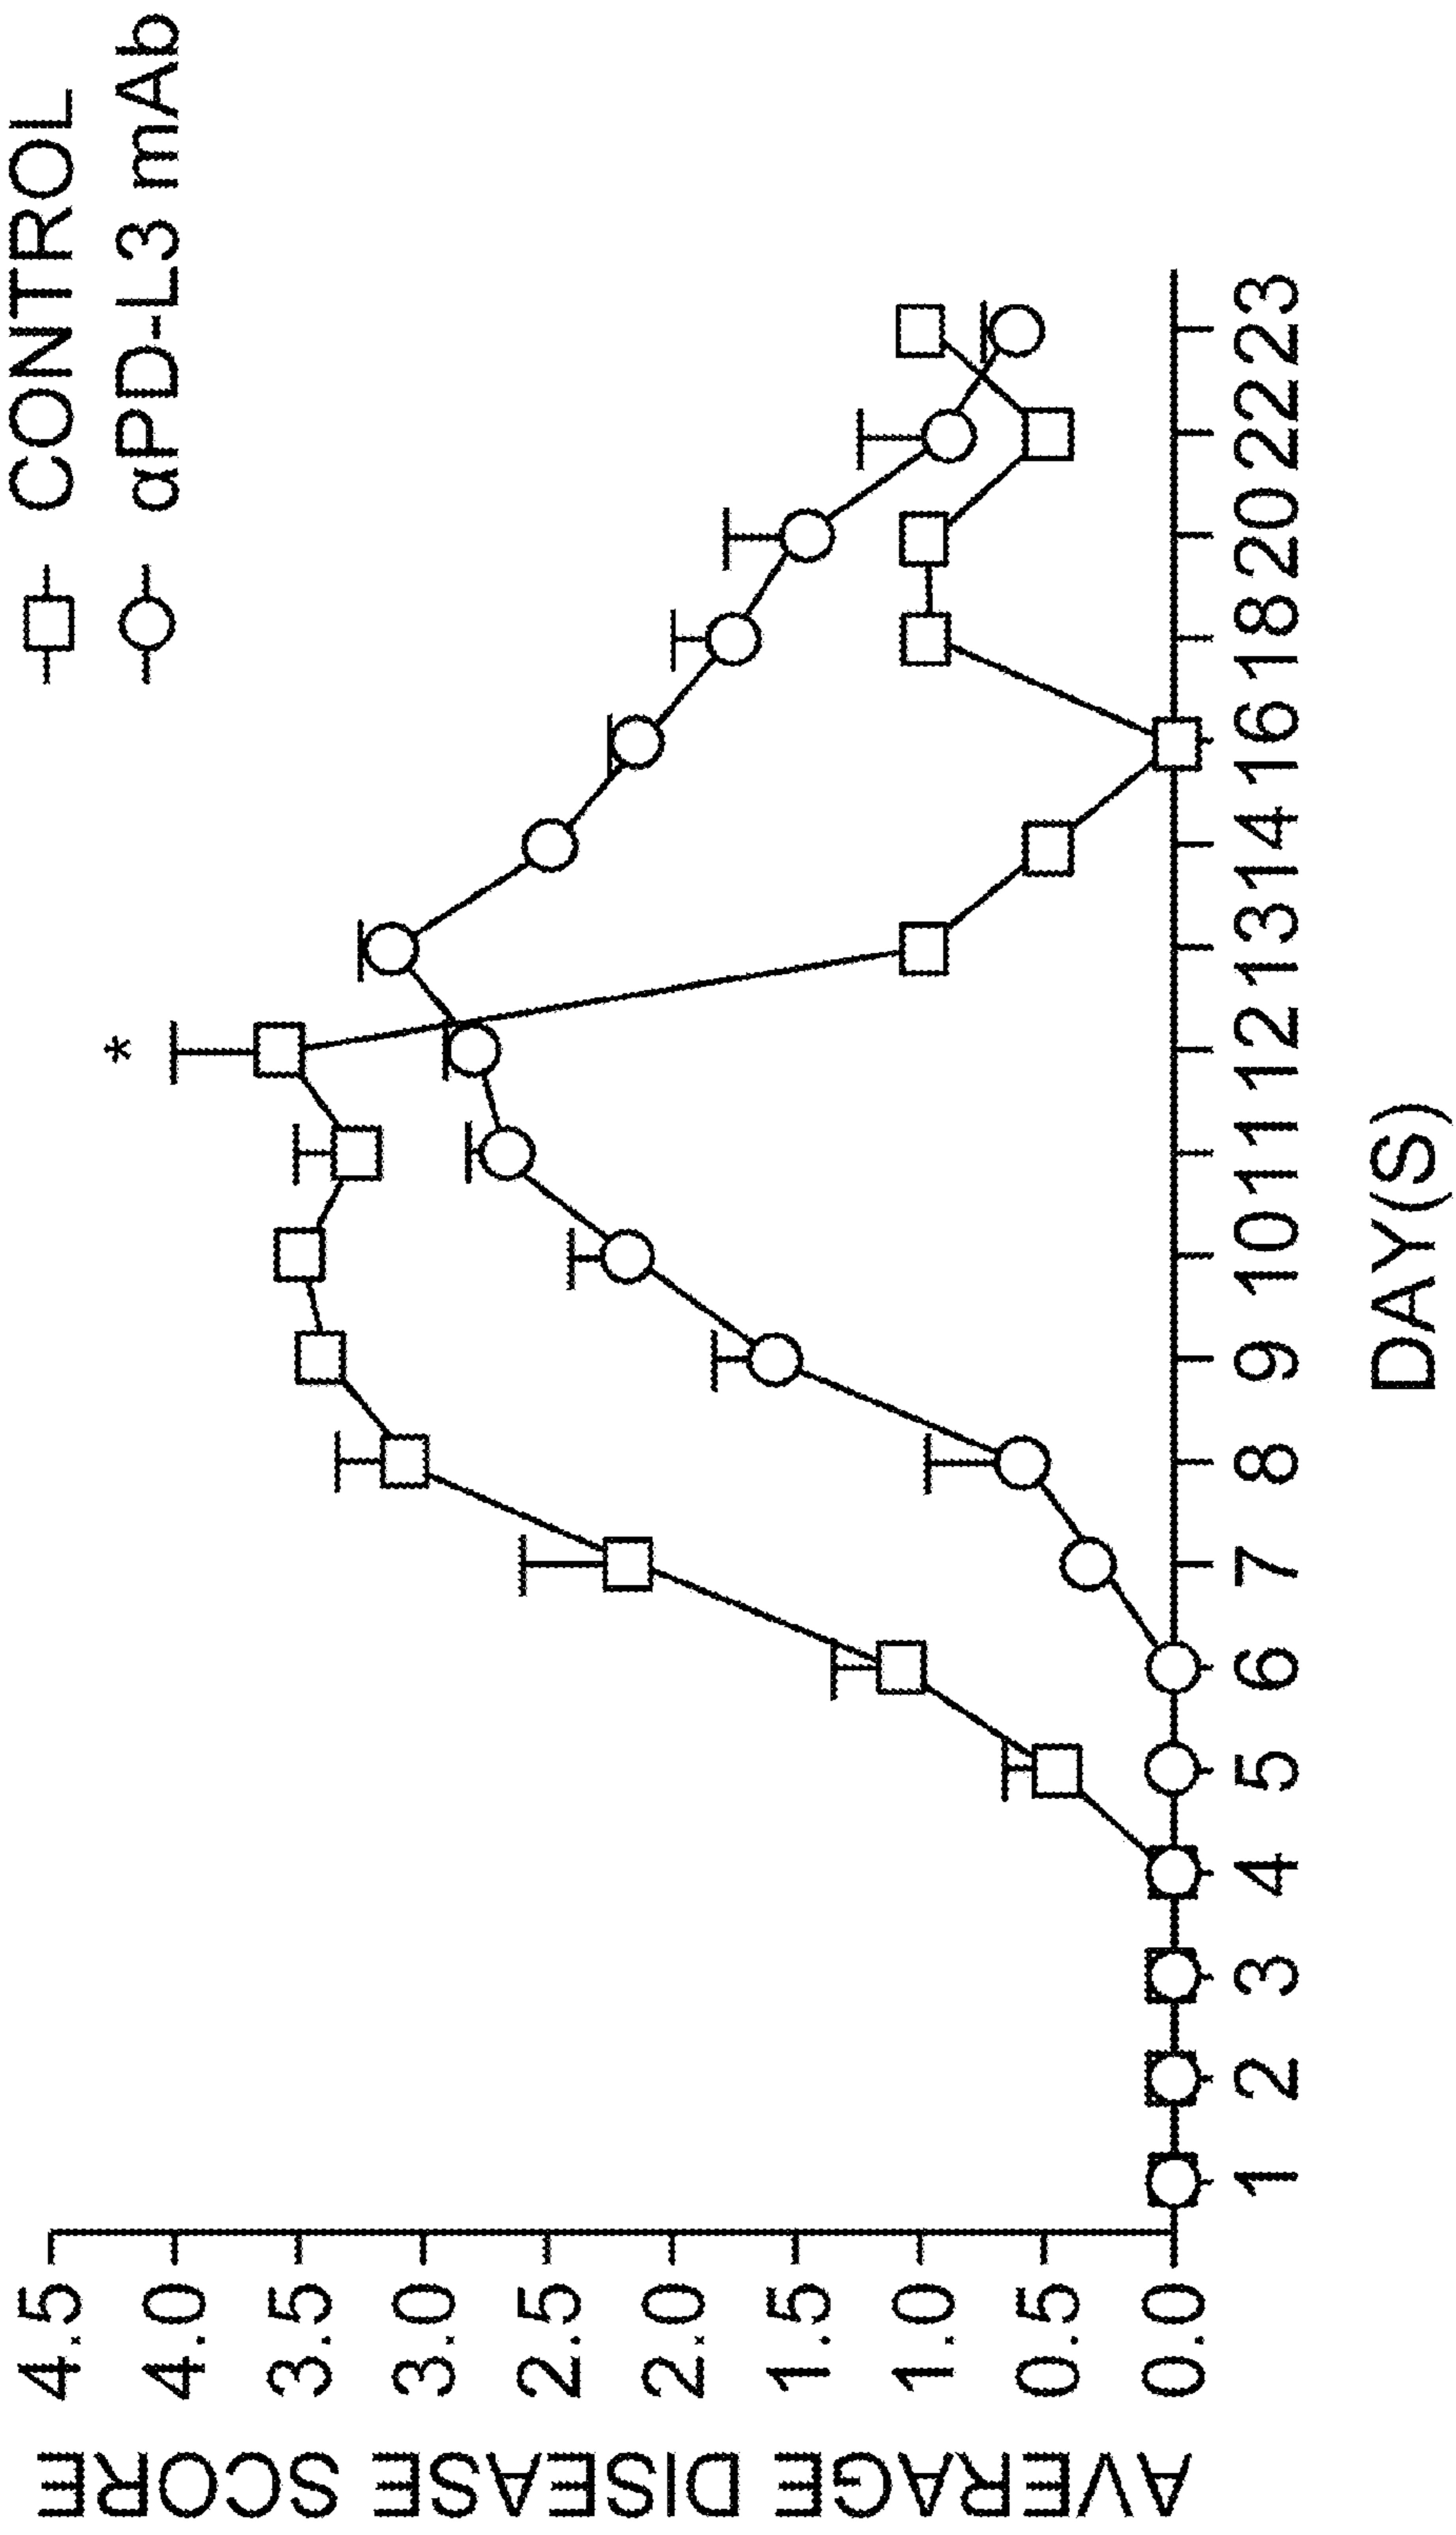 CONTROL
αPD-L3 mAb
*
AVERAGE DISEASE SCORE
4.5
4.0
3.5
3.0
2.5
2.0
1.5
1.0
0.5
0.0
1 2 3 4 5 6 7 8 9 10 11 12 13 14 16 18 20 22 23
DAY(S)